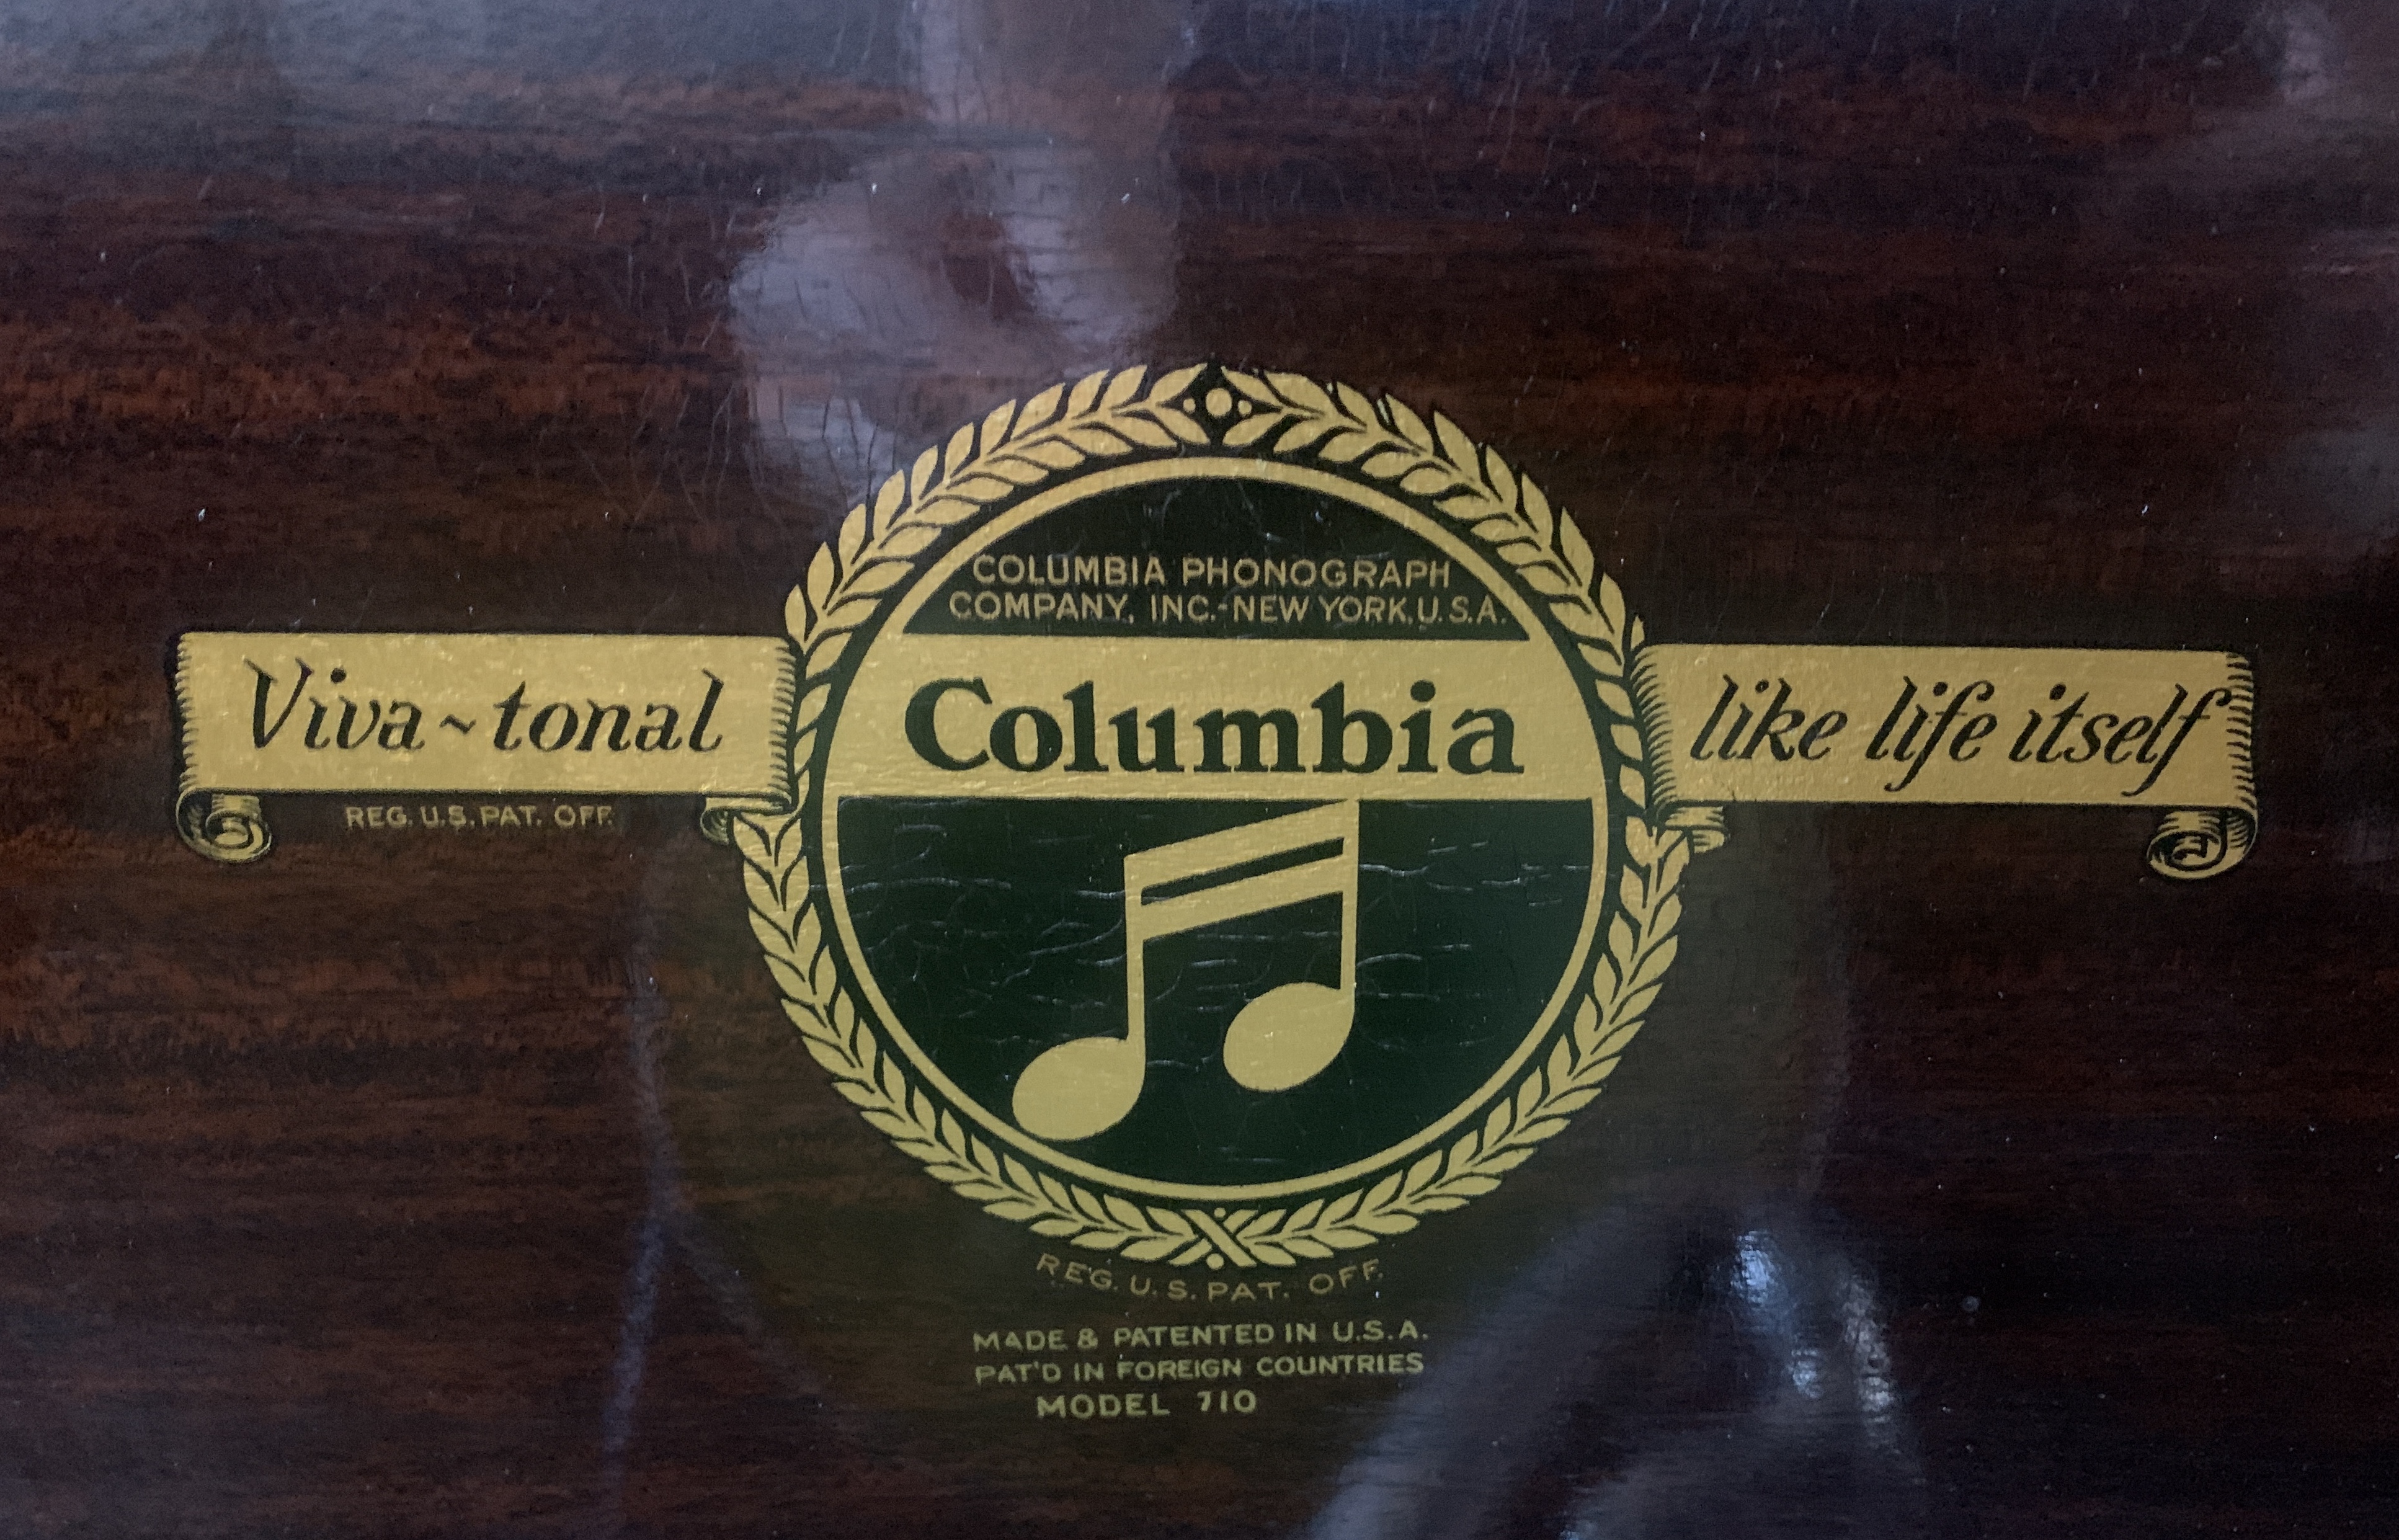 COLUMBIA PHONOGRAPH
COMPANY, INC.-NEW YORK, U.S.A.
Viva~tonal
Columbia
like life itself
REG. U.S. PAT. OFF.
REG. U.S. PAT. OFF.
MADE & PATENTED IN U.S.A.
PAT'D IN FOREIGN COUNTRIES
MODEL 710